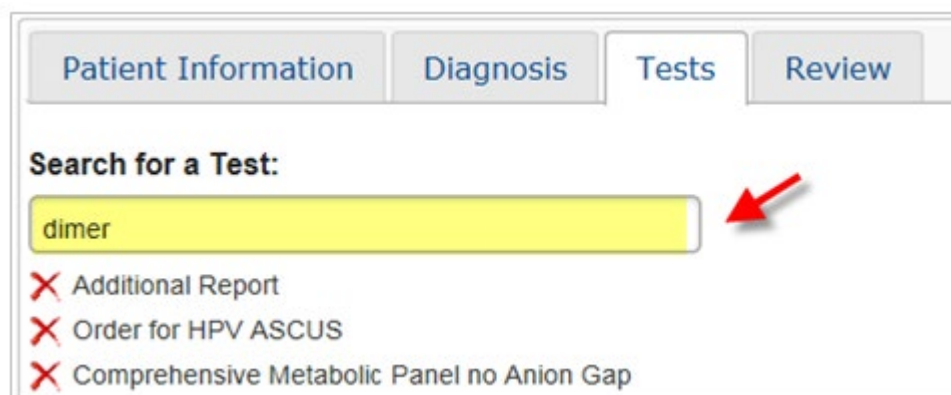 Patient Information Diagnosis Tests Review
Search for a Test:
dimer
Additional Report
Order for HPV ASCUS
Comprehensive Metabolic Panel no Anion Gap